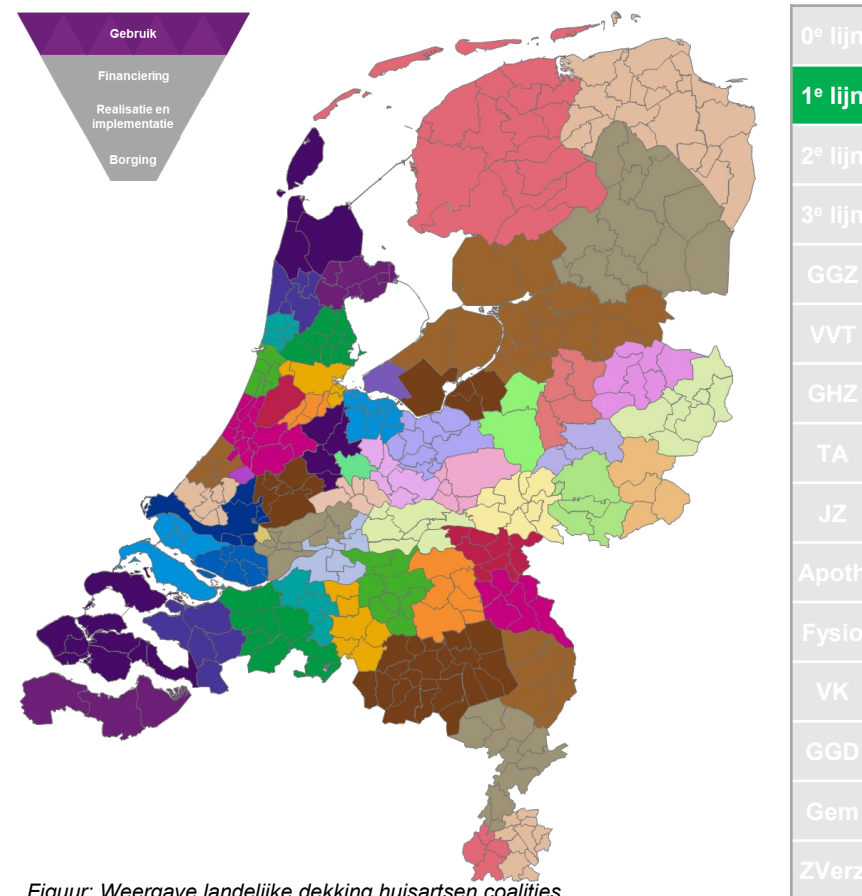 Gebruik
Financiering
Realisatie en
implementatie
Borging
0e lijn
1e lijn
2e lijn
3e lijn
GGZ
VVT
GHZ
TA
JZ
Apoth
Fysio
VK
GGD
Gem
ZVerz
Figuur: Weergave landelijke dekking huisartsen coalities